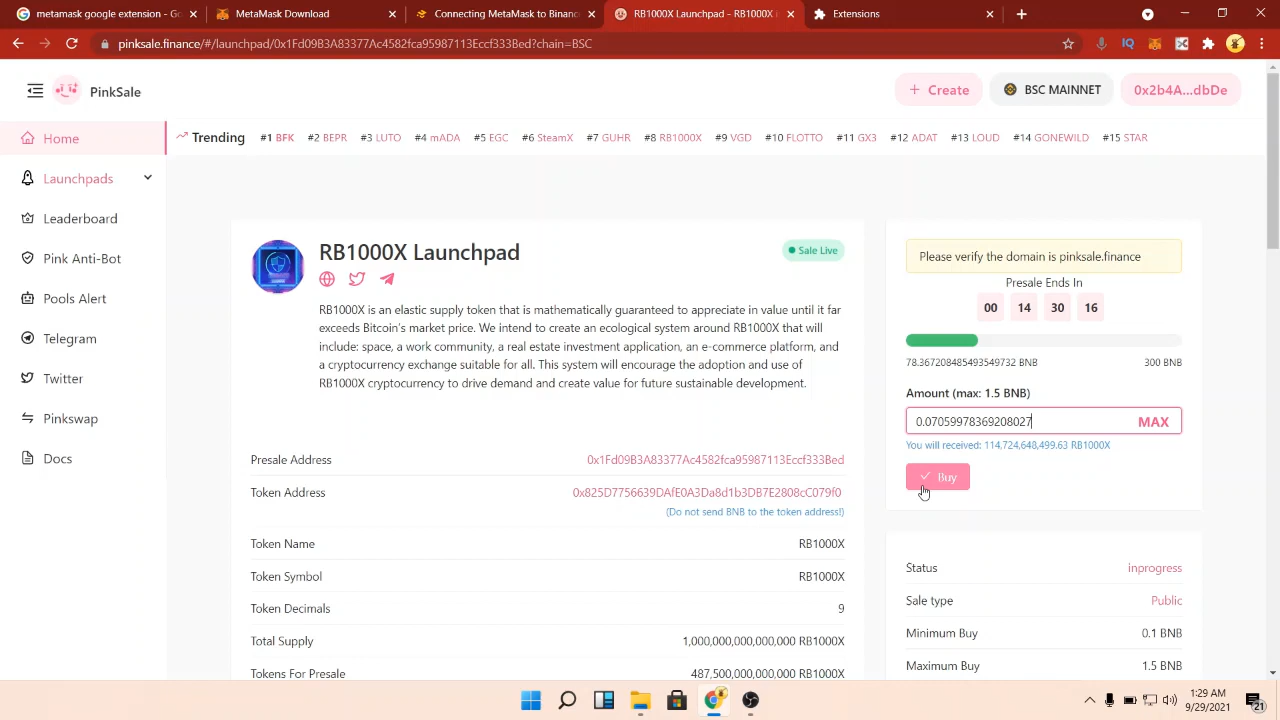 metamask google extension - Go
MetaMask Download
Connecting MetaMask to Binanc
RB1000X Launchpad - RB1000X
Extensions
pinksale.finance/#/launchpad/0x1Fd09B3A83377Ac4582fca95987113Eccf333Bed?chain=BSC
IQ
PinkSale
Create
BSC MAINNET
0x2b4A...dbDe
Home
Launchpads
Leaderboard
Pink Anti-Bot
Pools Alert
Telegram
Twitter
Pinkswap
Docs
Trending #1 BFK #2 BEPR #3 LUTO #4 mADA #5 EGC #6 SteamX #7 GUHR #8 RB1000X #9 VGD #10 FLOTTO #11 GX3 #12 ADAT #13 LOUD #14 GONEWILD #15 STAR
RB1000X Launchpad
Sale Live
RB1000X is an elastic supply token that is mathematically guaranteed to appreciate in value until it far
exceeds Bitcoin's market price. We intend to create an ecological system around RB1000X that will
include: space, a work community, a real estate investment application, an e-commerce platform, and
a cryptocurrency exchange suitable for all. This system will encourage the adoption and use of
RB1000X cryptocurrency to drive demand and create value for future sustainable development.
Presale Address 0x1Fd09B3A83377Ac4582fca95987113Eccf333Bed
Token Address 0x825D7756639DAfE0A3Da8d1b3DB7E2808cC079f0
(Do not send BNB to the token address!)
Token Name RB1000X
Token Symbol RB1000X
Token Decimals 9
Total Supply 1,000,000,000,000,000 RB1000X
Tokens For Presale 487,500,000,000,000 RB1000X
Please verify the domain is pinksale.finance
Presale Ends In
00 14 30 16
78.367208485493549732 BNB 300 BNB
Amount (max: 1.5 BNB)
0.07059978369208027 MAX
You will received: 114,724,648,499.63 RB1000X
Buy
Status inprogress
Sale type Public
Minimum Buy 0.1 BNB
Maximum Buy 1.5 BNB
1:29 AM
9/29/2021
21